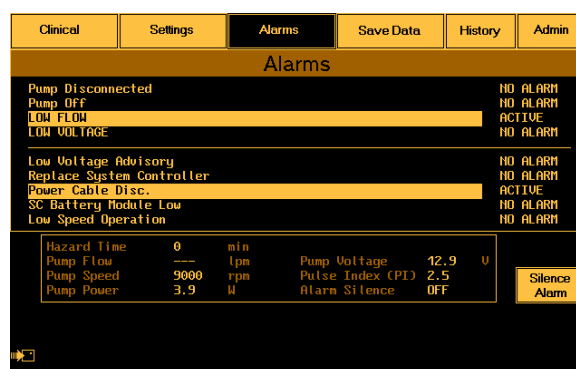 Clinical Settings Alarms Save Data History Admin
Alarms
Pump Disconnected NO ALARM
Pump Off NO ALARM
LOW FLOW ACTIVE
LOW VOLTAGE NO ALARM
Low Voltage Advisory NO ALARM
Replace System Controller NO ALARM
Power Cable Disc. ACTIVE
SC Battery Module Low NO ALARM
Low Speed Operation NO ALARM
Hazard Time 0 min
Pump Flow --- lpm Pump Voltage 12.9 V
Pump Speed 9000 rpm Pulse Index (PI) 2.5
Pump Power 3.9 W Alarm Silence OFF
Silence
Alarm